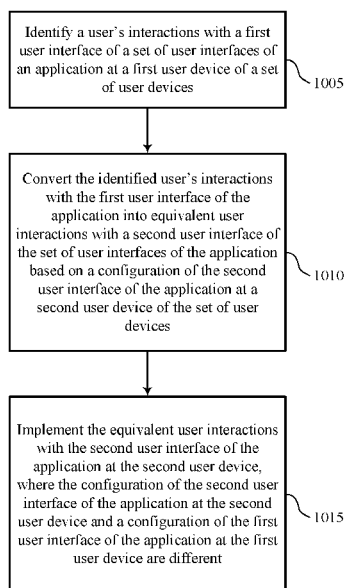 Identify a user's interactions with a first
user interface of a set of user interfaces of
an application at a first user device of a set
of user devices
1005
Convert the identified user's interactions
with the first user interface of the
application into equivalent user
interactions with a second user interface of
the set of user interfaces of the application
based on a configuration of the second
user interface of the application at a
second user device of the set of user
devices
1010
Implement the equivalent user interactions
with the second user interface of the
application at the second user device,
where the configuration of the second
user interface of the application at the
second user device and a configuration of the
first user interface of the application at the
first user device are different
1015